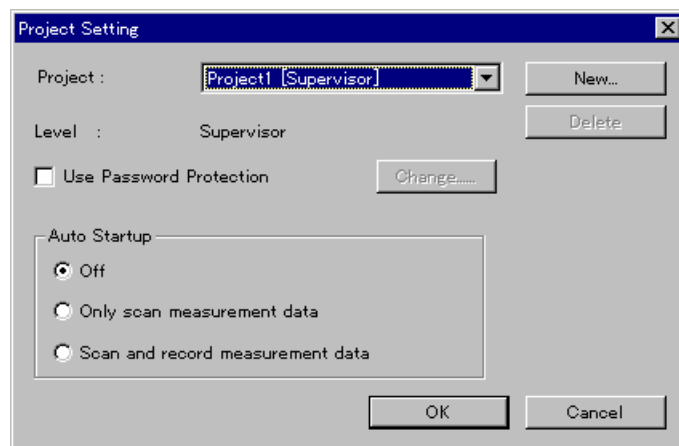 Project Setting
Project : Project1 [Supervisor] New...
Delete
Level : Supervisor
Use Password Protection Change......
Auto Startup
Off
Only scan measurement data
Scan and record measurement data
OK Cancel